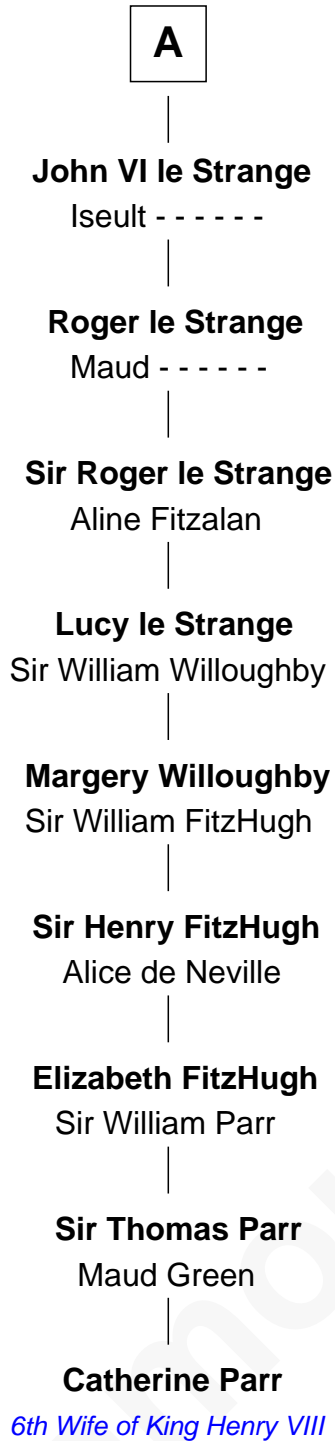 A
John VI le Strange
Iseult - - - - - -
Roger le Strange
Maud - - - - - -
Sir Roger le Strange
Aline Fitzalan
Lucy le Strange
Sir William Willoughby
Margery Willoughby
Sir William FitzHugh
Sir Henry FitzHugh
Alice de Neville
Elizabeth FitzHugh
Sir William Parr
Sir Thomas Parr
Maud Green
Catherine Parr
6th Wife of King Henry VIII